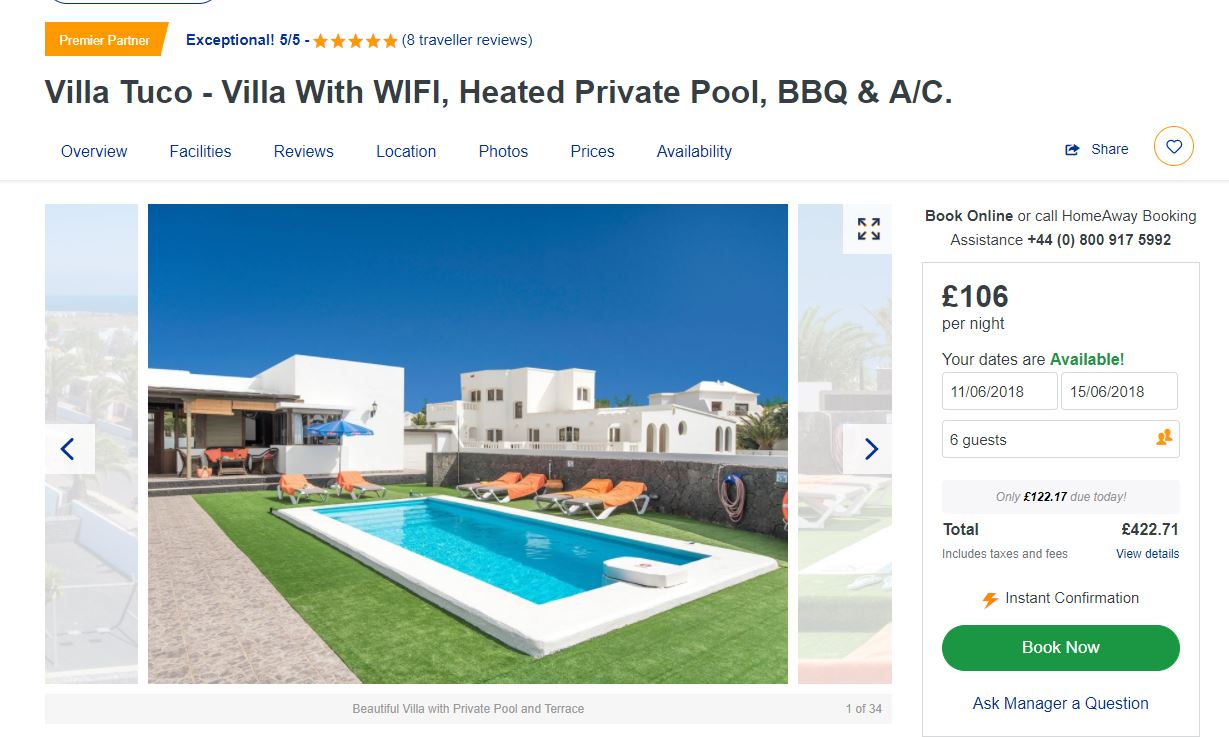 Premier Partner
Exceptional! 5/5 - (8 traveller reviews)
Villa Tuco - Villa With WIFI, Heated Private Pool, BBQ & A/C.
Overview Facilities Reviews Location Photos Prices Availability
Share
Book Online or call HomeAway Booking
Assistance +44 (0) 800 917 5992
£106
per night
Your dates are Available!
11/06/2018 15/06/2018
6 guests
Only £122.17 due today!
Total £422.71
Includes taxes and fees View details
Instant Confirmation
Book Now
Ask Manager a Question
Beautiful Villa with Private Pool and Terrace 1 of 34